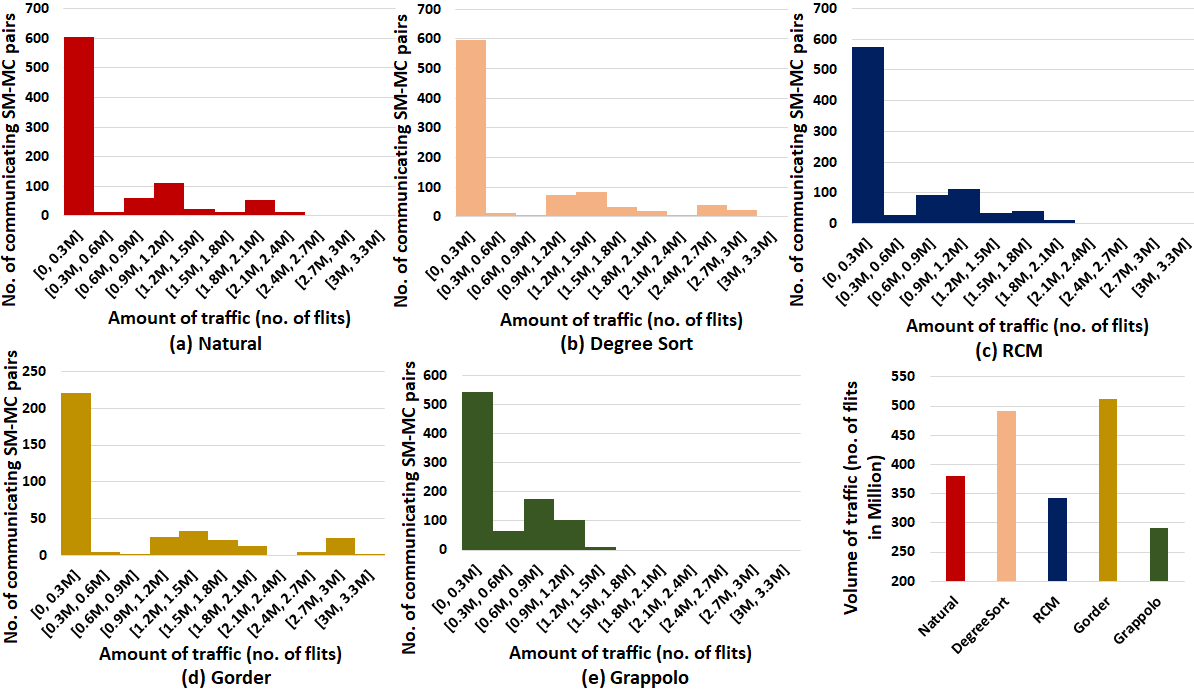 No. of communicating SM-MC pairs
700
600
500
400
300
200
100
0
[0, 0.3M]
[0.3M, 0.6M]
[0.6M, 0.9M]
[0.9M, 1.2M]
[1.2M, 1.5M]
[1.5M, 1.8M]
[1.8M, 2.1M]
[2.1M, 2.4M]
[2.4M, 2.7M]
[2.7M, 3M]
[3M, 3.3M]
Amount of traffic (no. of flits)
(a) Natural
No. of communicating SM-MC pairs
700
600
500
400
300
200
100
0
[0, 0.3M]
[0.3M, 0.6M]
[0.6M, 0.9M]
[0.9M, 1.2M]
[1.2M, 1.5M]
[1.5M, 1.8M]
[1.8M, 2.1M]
[2.1M, 2.4M]
[2.4M, 2.7M]
[2.7M, 3M]
[3M, 3.3M]
Amount of traffic (no. of flits)
(b) Degree Sort
No. of communicating SM-MC pairs
700
600
500
400
300
200
100
0
[0, 0.3M]
[0.3M, 0.6M]
[0.6M, 0.9M]
[0.9M, 1.2M]
[1.2M, 1.5M]
[1.5M, 1.8M]
[1.8M, 2.1M]
[2.1M, 2.4M]
[2.4M, 2.7M]
[2.7M, 3M]
[3M, 3.3M]
Amount of traffic (no. of flits)
(c) RCM
No. of communicating SM-MC pairs
250
200
150
100
50
0
[0, 0.3M]
[0.3M, 0.6M]
[0.6M, 0.9M]
[0.9M, 1.2M]
[1.2M, 1.5M]
[1.5M, 1.8M]
[1.8M, 2.1M]
[2.1M, 2.4M]
[2.4M, 2.7M]
[2.7M, 3M]
[3M, 3.3M]
Amount of traffic (no. of flits)
(d) Gorder
No. of communicating SM-MC pairs
600
500
400
300
200
100
0
[0, 0.3M]
[0.3M, 0.6M]
[0.6M, 0.9M]
[0.9M, 1.2M]
[1.2M, 1.5M]
[1.5M, 1.8M]
[1.8M, 2.1M]
[2.1M, 2.4M]
[2.4M, 2.7M]
[2.7M, 3M]
[3M, 3.3M]
Amount of traffic (no. of flits)
(e) Grappolo
Volume of traffic (no. of flits
in Million)
550
500
450
400
350
300
250
200
Natural
DegreeSort
RCM
Gorder
Grappolo